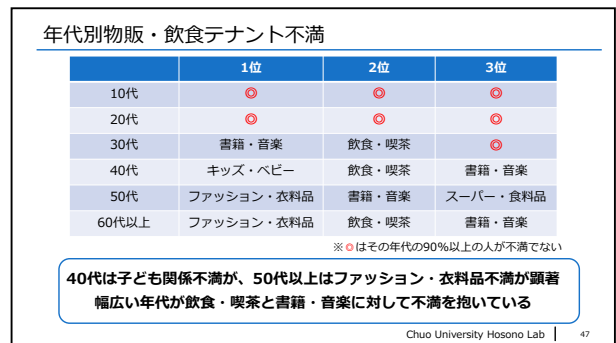 年代別物販・飲食テナント不満
1位 2位 3位
10代 ◎ ◎ ◎
20代 ◎ ◎ ◎
30代 書籍・音楽 飲食・喫茶 ◎
40代 キッズ・ベビー 飲食・喫茶 書籍・音楽
50代 ファッション・衣料品 書籍・音楽 スーパー・食料品
60代以上 ファッション・衣料品 飲食・喫茶 書籍・音楽
※◎はその年代の90%以上の人が不満でない
40代は子ども関係不満が、50代以上はファッション・衣料品不満が顕著
幅広い年代が飲食・喫茶と書籍・音楽に対して不満を抱いている
Chuo University Hosono Lab 47